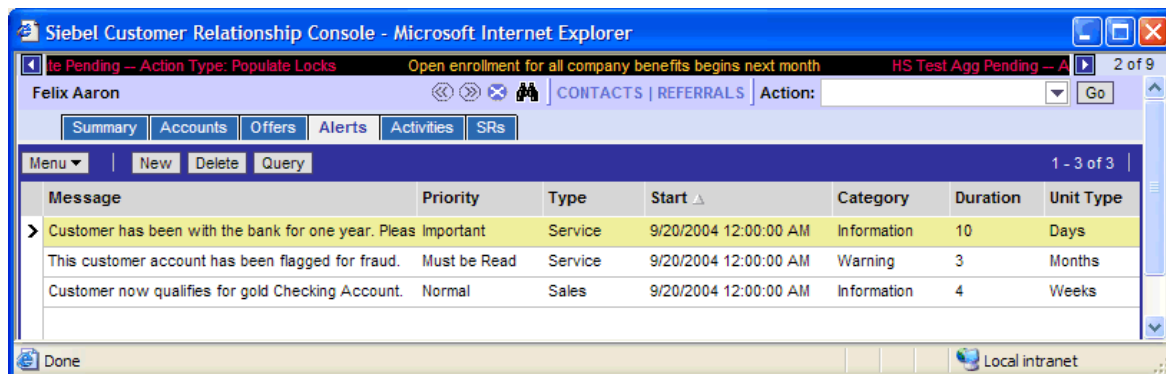 Siebel Customer Relationship Console - Microsoft Internet Explorer
te Pending -- Action Type: Populate Locks Open enrollment for all company benefits begins next month HS Test Agg Pending -- A 2 of 9
Felix Aaron CONTACTS | REFERRALS Action: Go
Summary Accounts Offers Alerts Activities SRs
Menu New Delete Query 1 - 3 of 3
Message Priority Type Start Category Duration Unit Type
Customer has been with the bank for one year. Pleas Important Service 9/20/2004 12:00:00 AM Information 10 Days
This customer account has been flagged for fraud. Must be Read Service 9/20/2004 12:00:00 AM Warning 3 Months
Customer now qualifies for gold Checking Account. Normal Sales 9/20/2004 12:00:00 AM Information 4 Weeks
Done Local intranet